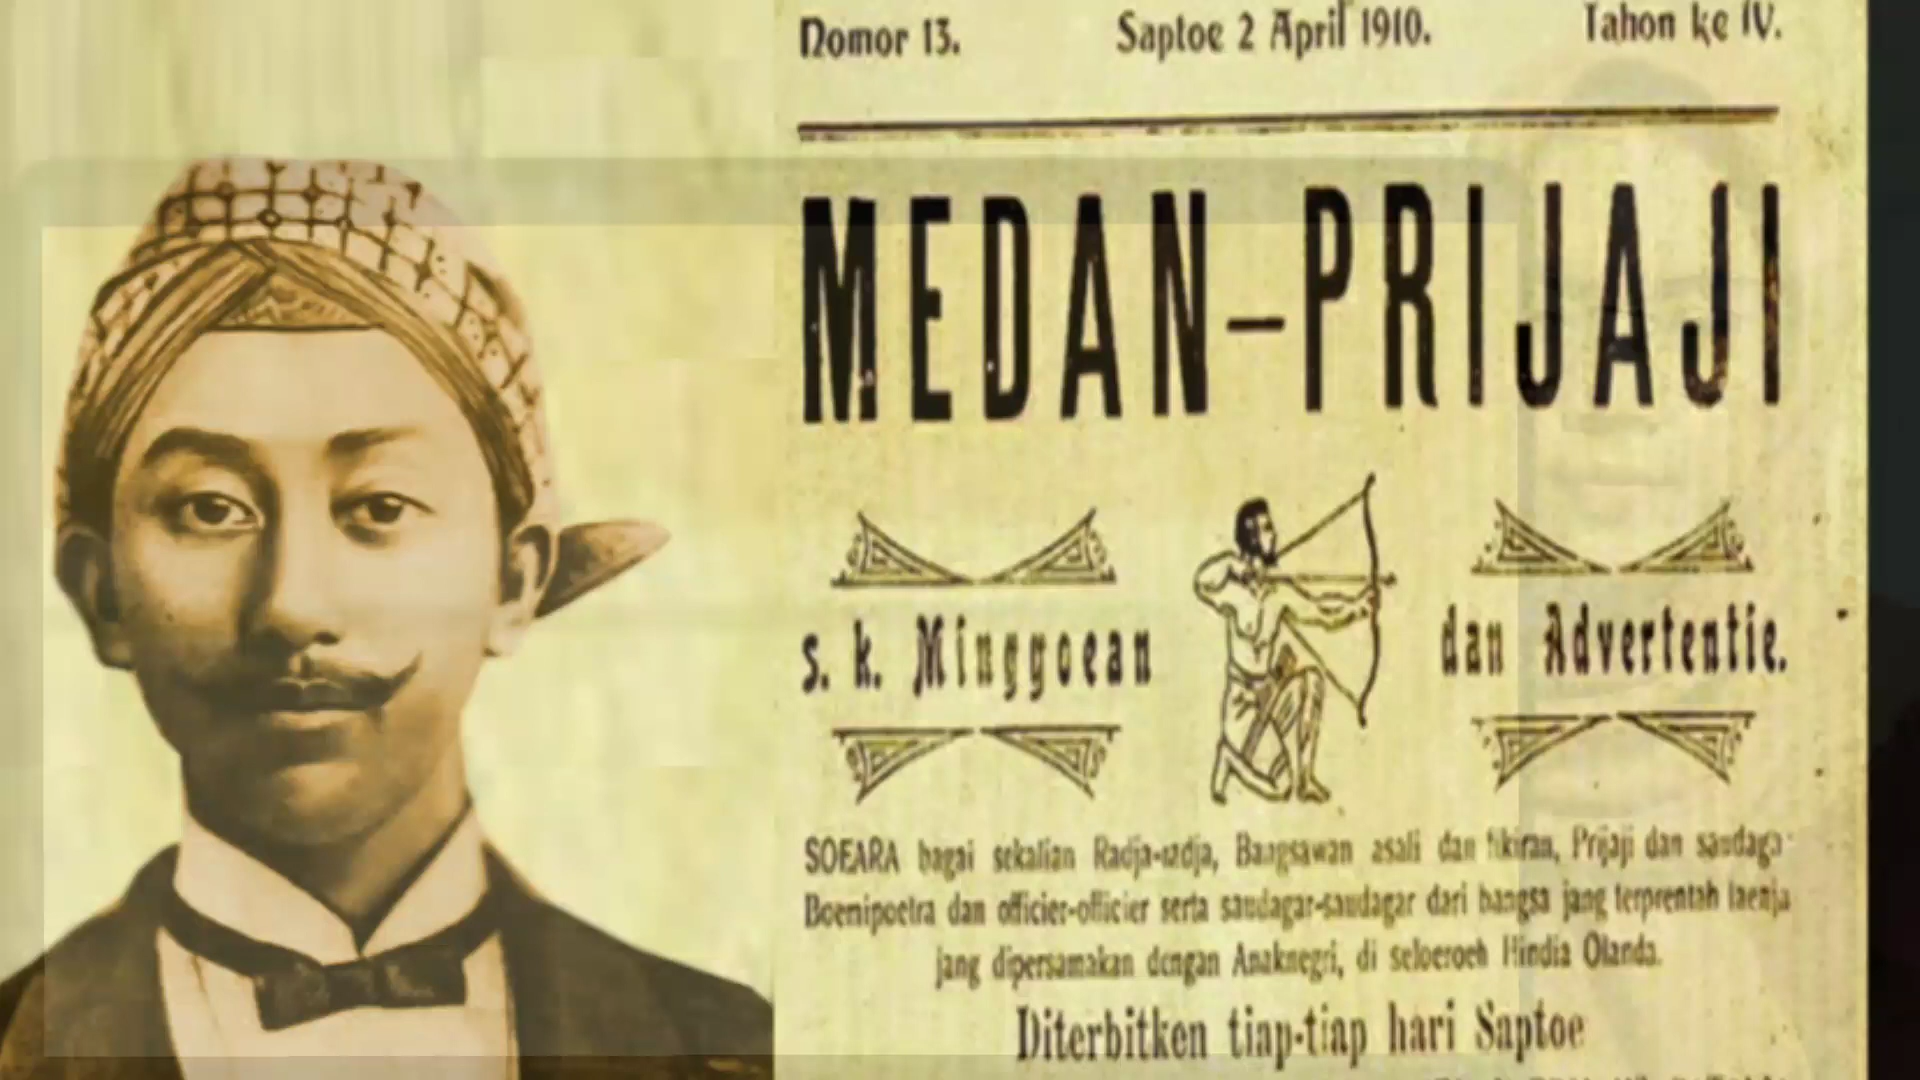 Nomor 13. Saptoe 2 April 1910. Tahon ke IV.
MEDAN–PRIJAJI
s. k. Minggoean dan Advertentie.
SOEARA bagai sekalian Radja-radja, Bangsawan asali dan fikiran, Prijaji dan saudagar
Boemipoetra dan officier-officier serta saudagar-saudagar dari bangsa jang terprentah laenja
jang dipersamakan dengan Anaknegri, di seloeroeh Hindia Olanda.
Diterbitken tiap-tiap hari Saptoe